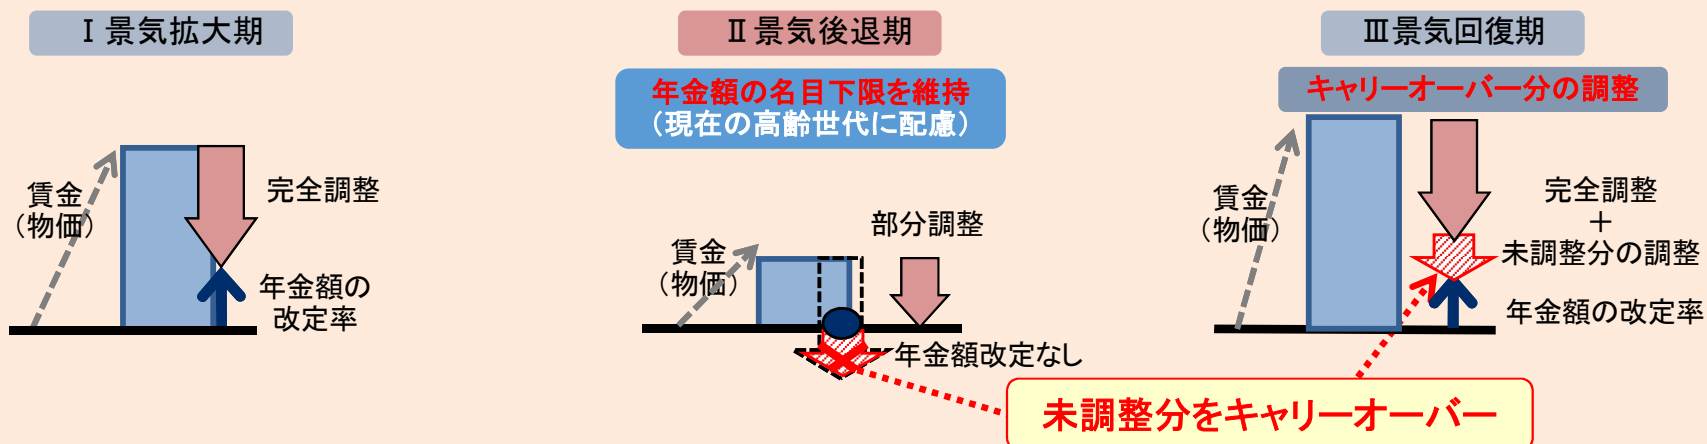 Ⅰ景気拡大期
賃金
(物価)
完全調整
年金額の
改定率
Ⅱ景気後退期
年金額の名目下限を維持
(現在の高齢世代に配慮)
賃金
(物価)
部分調整
年金額改定なし
Ⅲ景気回復期
キャリーオーバー分の調整
賃金
(物価)
完全調整
+
未調整分の調整
年金額の改定率
未調整分をキャリーオーバー